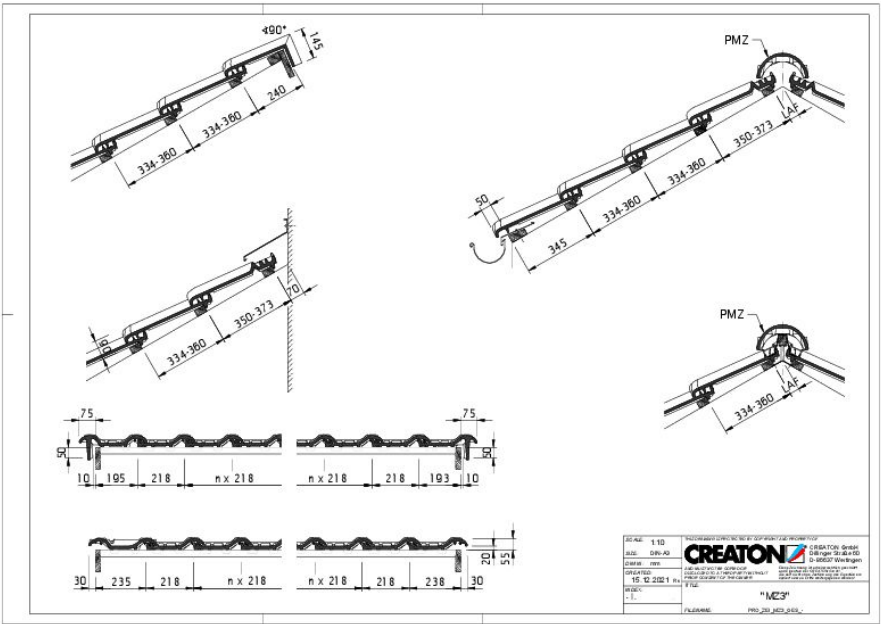 ∢90°
145
240
334-360
334-360
PMZ
LAF
350-373
334-360
334-360
345
50
70
350-373
334-360
PMZ
LAF
334-360
75
75
50
50
10 195 218 n x 218 n x 218 218 193 10
20
55
30 235 218 n x 218 n x 218 218 238 30
SCALE 1:10
SIZE DIN-A3
DIMNS mm
CREATED
15.12.2021
INDEX
CREATON
CREATON GmbH
Dillinger Straße 60
D-86637 Wertingen
TITLE
"MZ3"
FILENAME